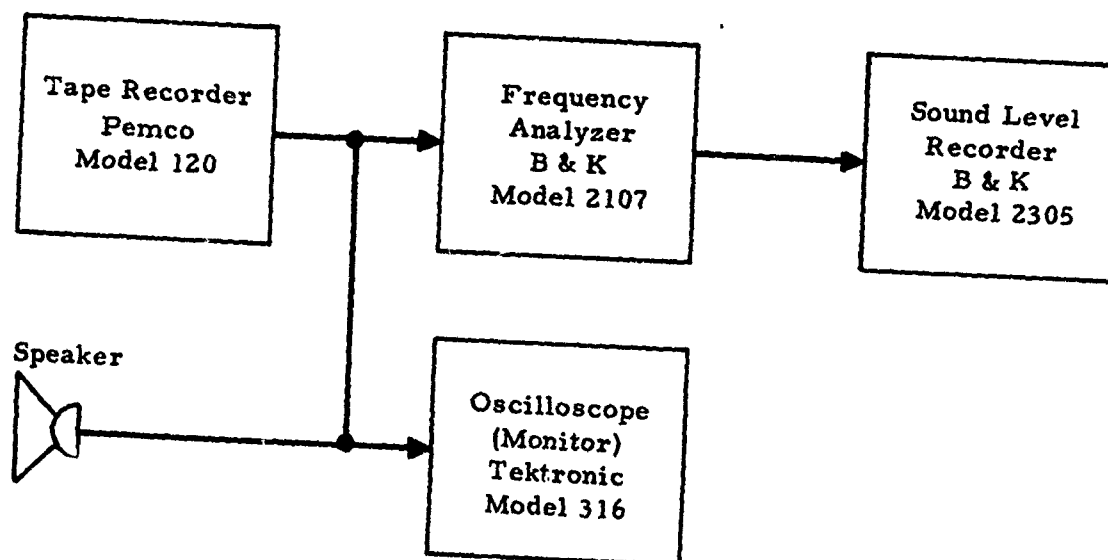 Tape Recorder
Pemco
Model 120
Frequency
Analyzer
B & K
Model 2107
Sound Level
Recorder
B & K
Model 2305
Speaker
Oscilloscope
(Monitor)
Tektronic
Model 316